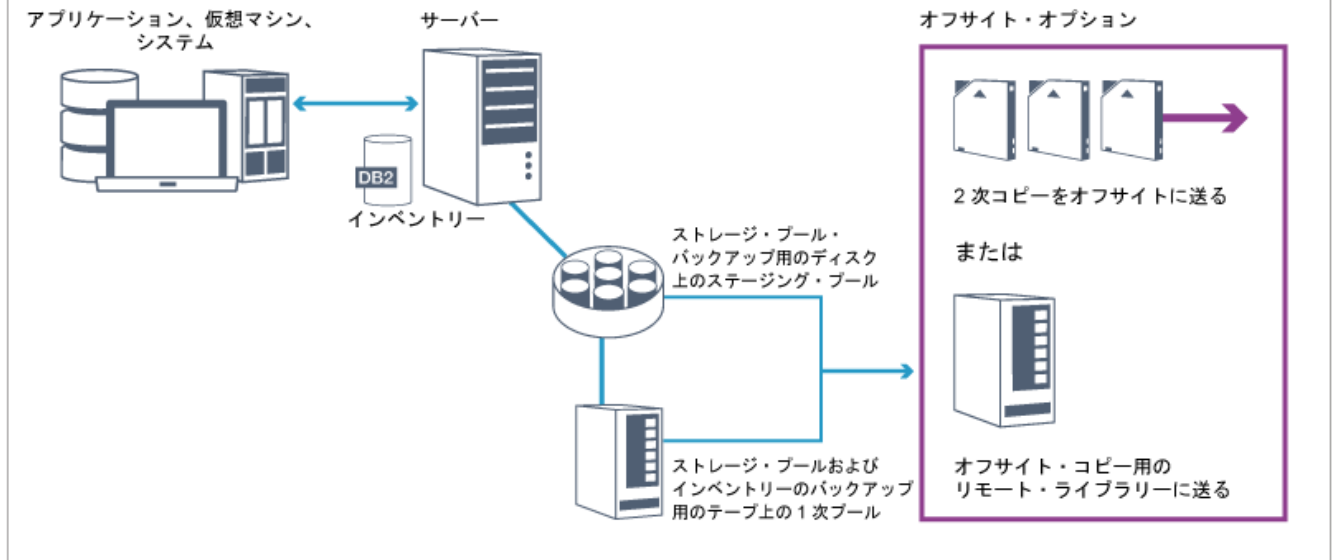 アプリケーション、仮想マシン、
システム
サーバー
DB2
インベントリー
ストレージ・プール・
バックアップ用のディスク
上のステージング・プール
ストレージ・プールおよび
インベントリーのバックアップ
用のテープ上の1次プール
オフサイト・オプション
2次コピーをオフサイトに送る
または
オフサイト・コピー用の
リモート・ライブラリーに送る